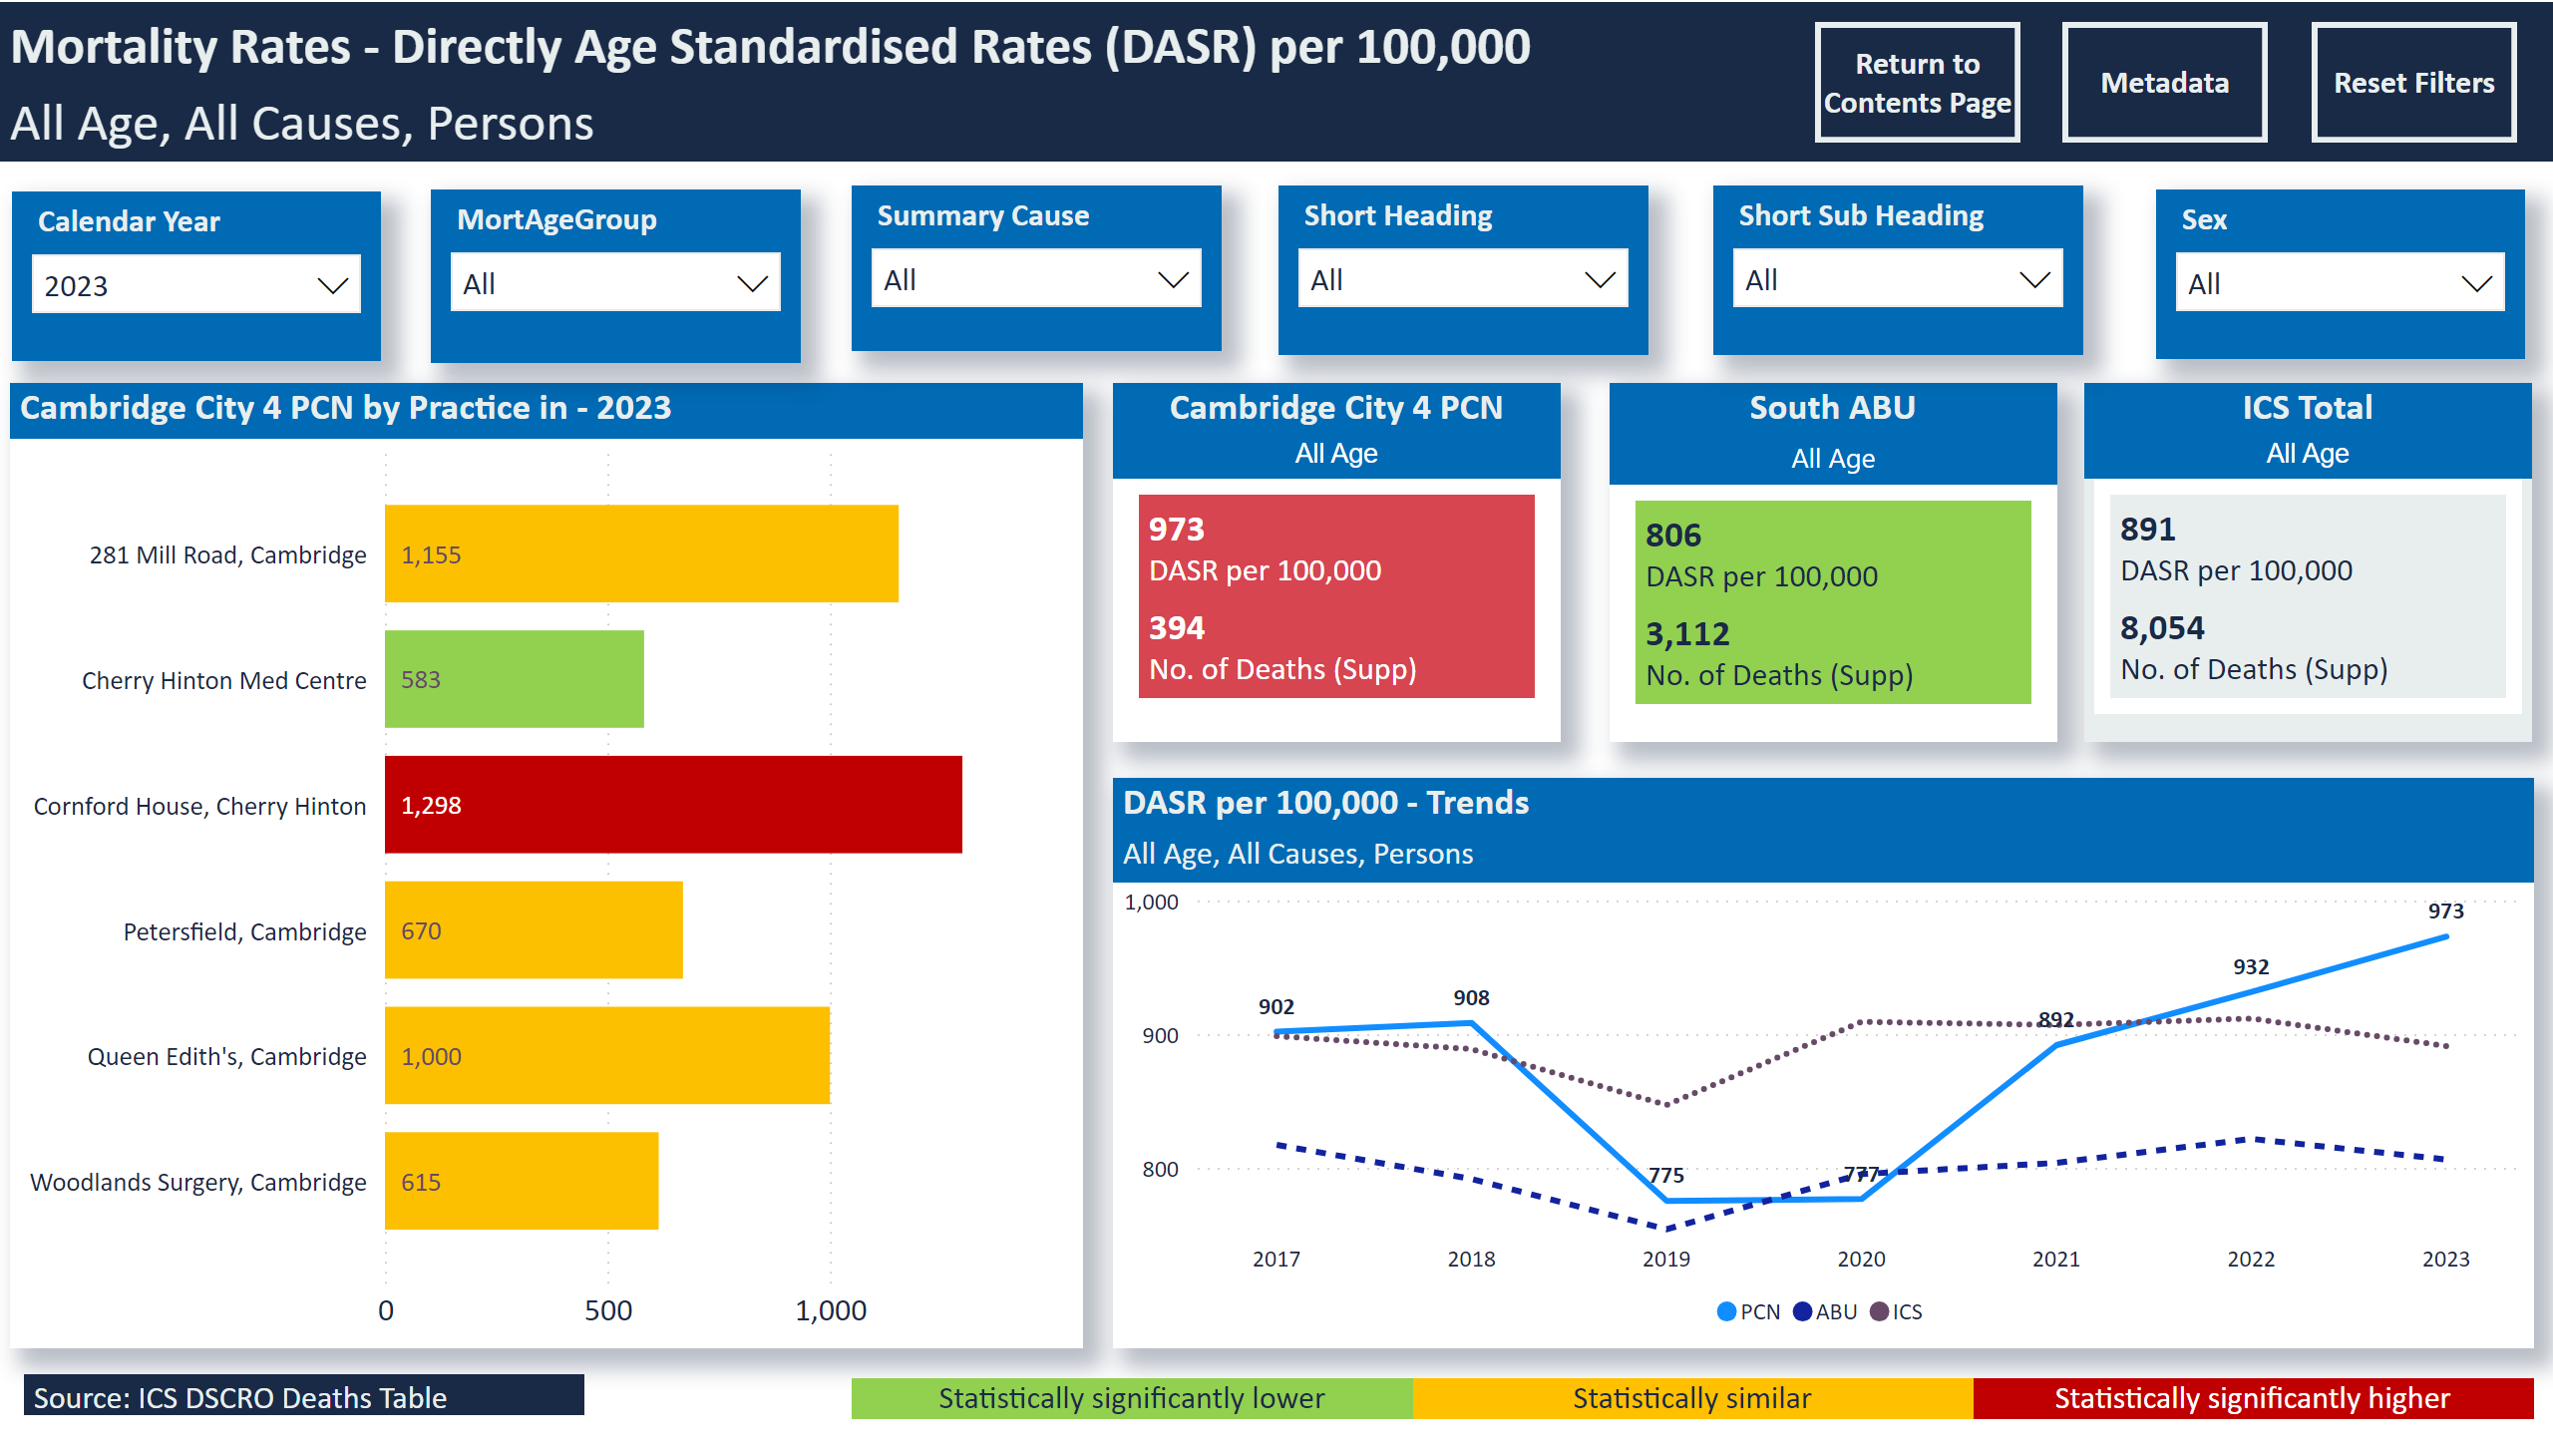 Mortality Rates - Directly Age Standardised Rates (DASR) per 100,000
All Age, All Causes, Persons
Return to
Contents Page
Metadata
Reset Filters
Calendar Year
2023
MortAgeGroup
All
Summary Cause
All
Short Heading
All
Short Sub Heading
All
Sex
All
Cambridge City 4 PCN by Practice in - 2023
281 Mill Road, Cambridge
1,155
Cherry Hinton Med Centre
583
Cornford House, Cherry Hinton
1,298
Petersfield, Cambridge
670
Queen Edith's, Cambridge
1,000
Woodlands Surgery, Cambridge
615
0
500
1,000
Cambridge City 4 PCN
All Age
973
DASR per 100,000
394
No. of Deaths (Supp)
South ABU
All Age
806
DASR per 100,000
3,112
No. of Deaths (Supp)
ICS Total
All Age
891
DASR per 100,000
8,054
No. of Deaths (Supp)
DASR per 100,000 - Trends
All Age, All Causes, Persons
1,000
900
800
902
908
775
777
892
932
973
2017
2018
2019
2020
2021
2022
2023
PCN
ABU
ICS
Source: ICS DSCRO Deaths Table
Statistically significantly lower
Statistically similar
Statistically significantly higher